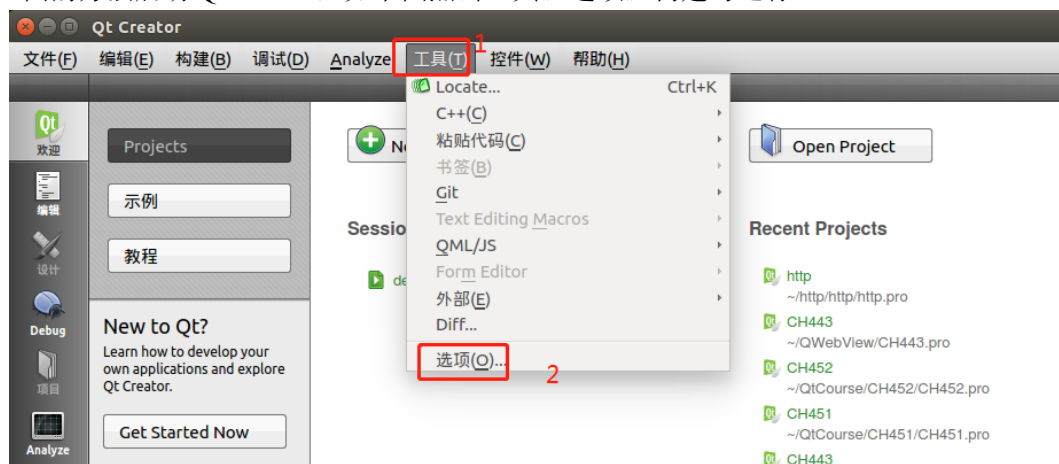 Qt Creator
文件(F) 编辑(E) 构建(B) 调试(D) Analyze 工具(T) 控件(W) 帮助(H)
1
Locate... Ctrl+K
C++(C)
粘贴代码(C)
书签(B)
Git
Text Editing Macros
QML/JS
Form Editor
外部(E)
Diff...
选项(O)...
2
Qt
欢迎
编辑
设计
Debug
项目
Analyze
Projects
示例
教程
New to Qt?
Learn how to develop your
own applications and explore
Qt Creator.
Get Started Now
Sessio
de
Open Project
Recent Projects
http
~/http/http/http.pro
CH443
~/QWebView/CH443.pro
CH452
~/QtCourse/CH452/CH452.pro
CH451
~/QtCourse/CH451/CH451.pro
CH443